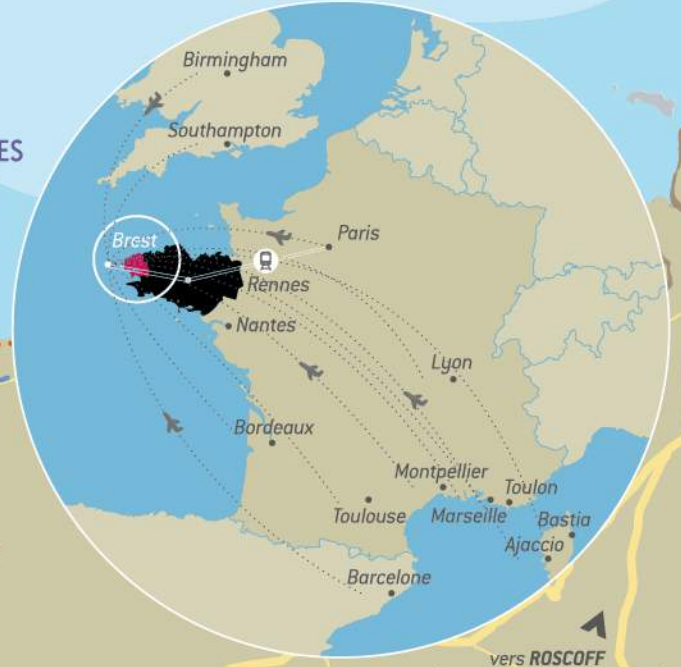 Birmingham
Southampton
ES
Brest
Paris
Rennes
Nantes
Lyon
Bordeaux
Montpellier
Toulon
Toulouse
Marseille
Bastia
Ajaccio
Barcelone
vers ROSCOFF